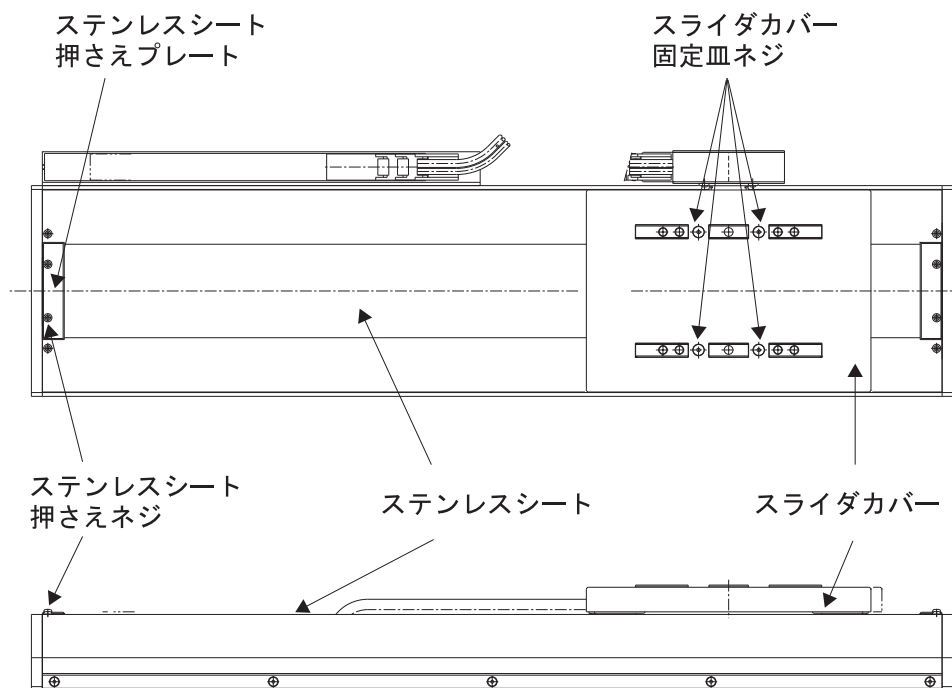 ステンレスシート
押さえプレート
スライダカバー
固定皿ネジ
ステンレスシート
押さえネジ
ステンレスシート
スライダカバー